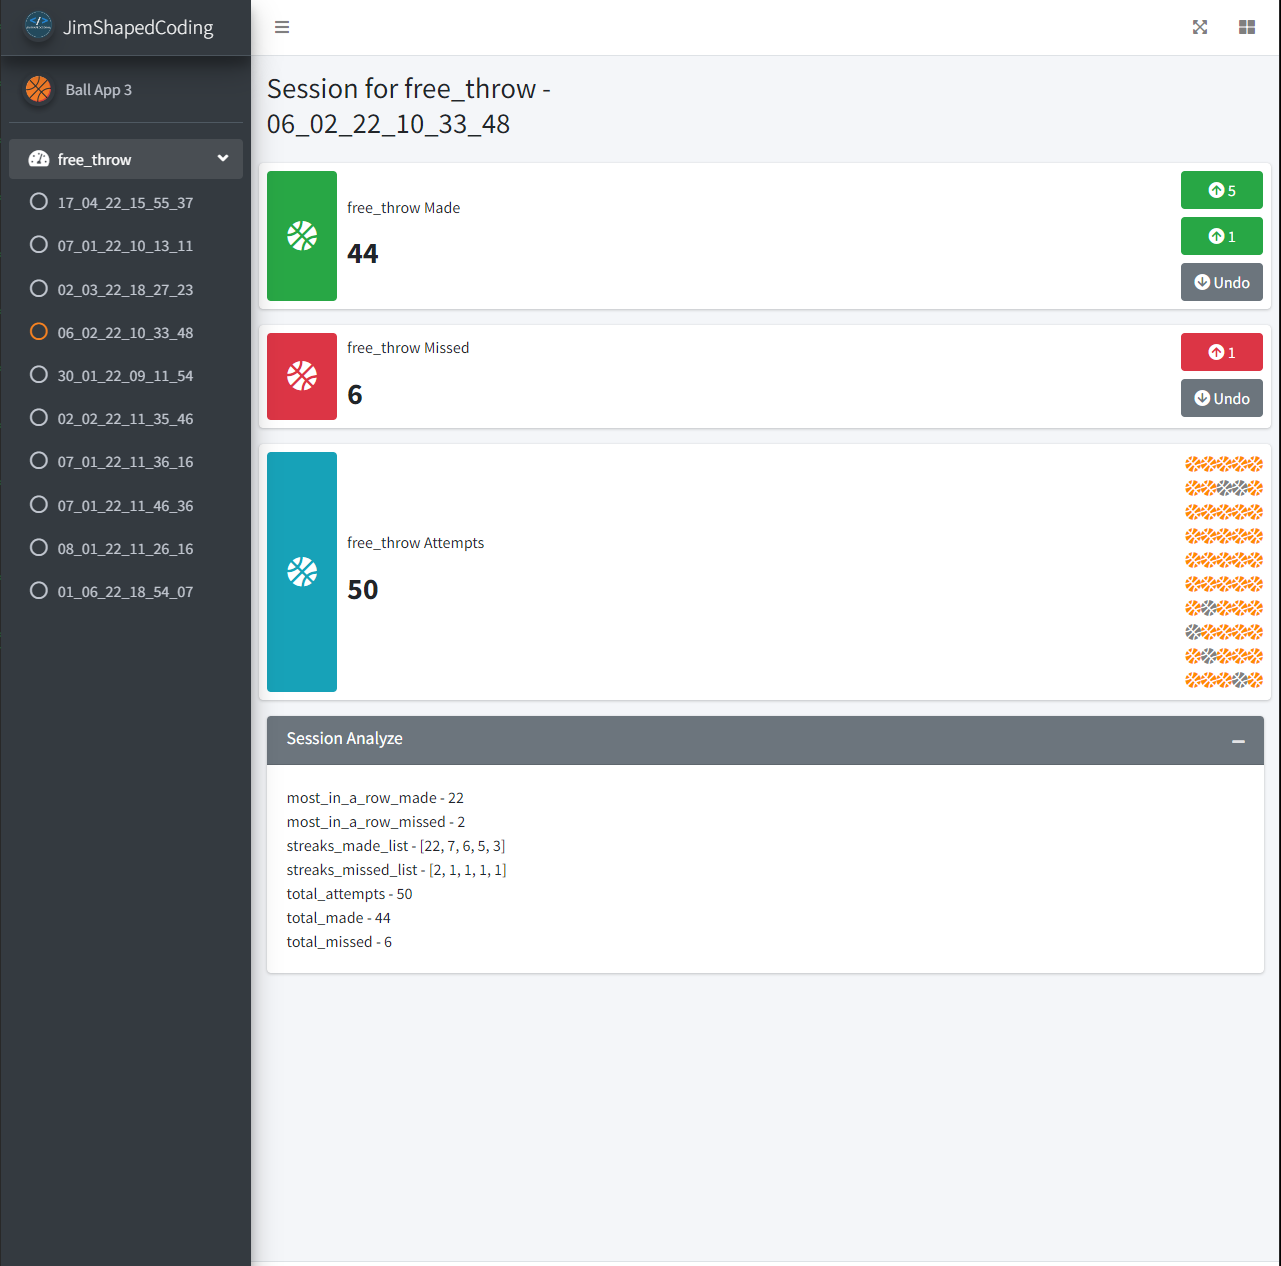 JimShapedCoding
Ball App 3
free_throw
17_04_22_15_55_37
07_01_22_10_13_11
02_03_22_18_27_23
06_02_22_10_33_48
30_01_22_09_11_54
02_02_22_11_35_46
07_01_22_11_36_16
07_01_22_11_46_36
08_01_22_11_26_16
01_06_22_18_54_07
Session for free_throw -
06_02_22_10_33_48
free_throw Made
44
5
1
Undo
free_throw Missed
6
1
Undo
free_throw Attempts
50
Session Analyze
most_in_a_row_made - 22
most_in_a_row_missed - 2
streaks_made_list - [22, 7, 6, 5, 3]
streaks_missed_list - [2, 1, 1, 1, 1]
total_attempts - 50
total_made - 44
total_missed - 6